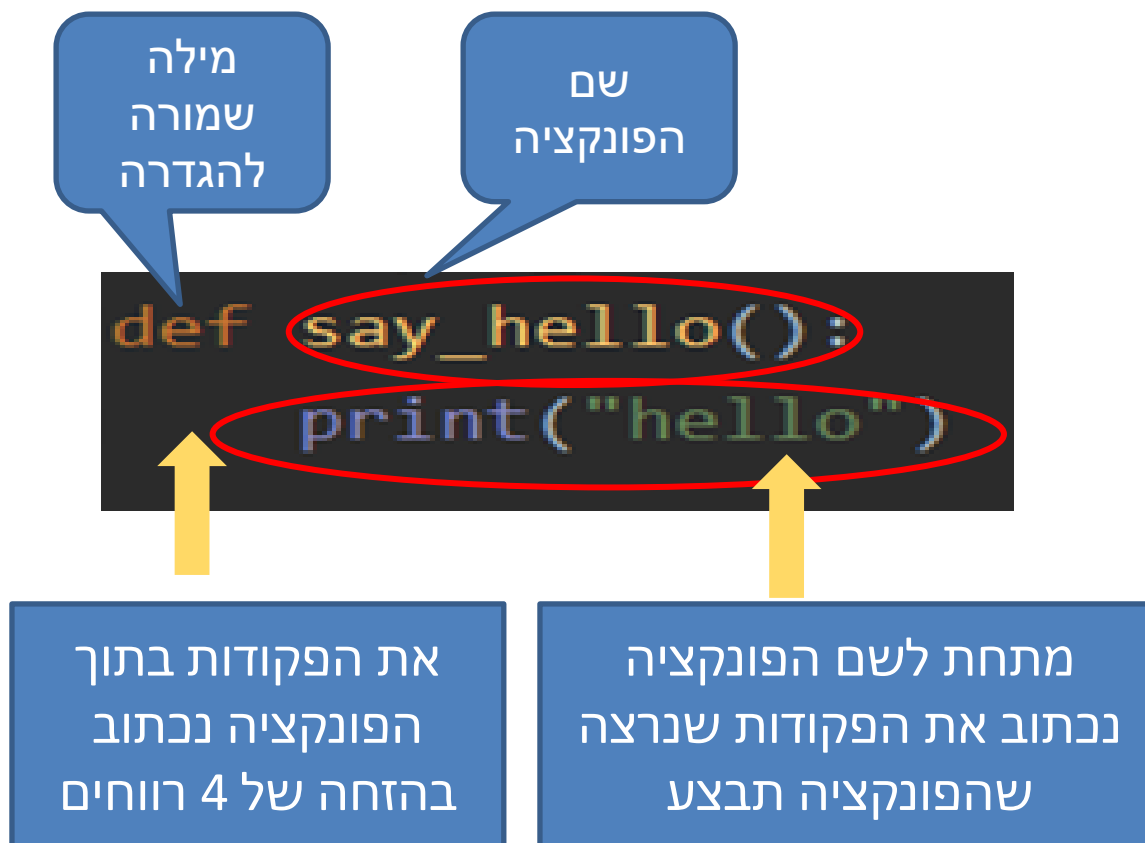 מילה
שמורה
להגדרה
שם
הפונקציה
def say_hello():
    print("hello")
את הפקודות בתוך
הפונקציה נכתוב
בהזחה של 4 רווחים
מתחת לשם הפונקציה
נכתוב את הפקודות שנרצה
שהפונקציה תבצע